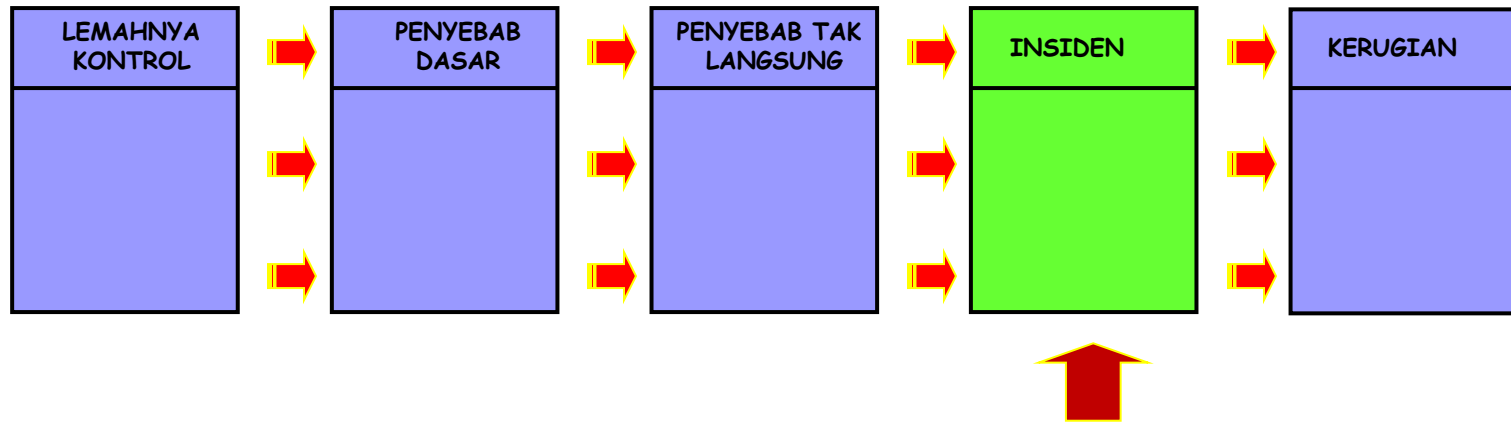 LEMAHNYA
KONTROL
PENYEBAB
DASAR
PENYEBAB TAK
LANGSUNG
INSIDEN
KERUGIAN